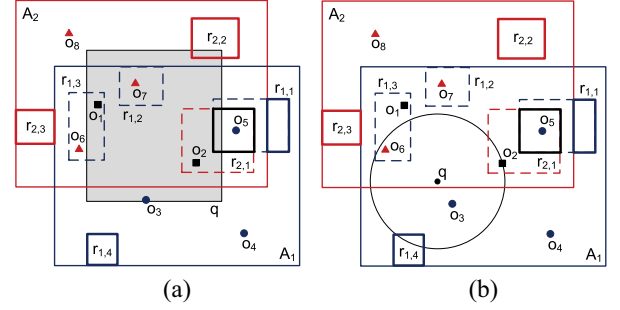 A₂
o₈
r₂,₂
r₁,₃
r₁,₁
o₇
r₂,₃
o₁
r₁,₂
o₅
o₆
o₂
r₂,₁
o₃
q
o₄
r₁,₄
A₁
(a)
A₂
o₈
r₂,₂
r₁,₃
r₁,₂
r₁,₁
o₇
r₂,₃
o₁
o₅
o₆
o₂
r₂,₁
q
o₃
o₄
r₁,₄
A₁
(b)